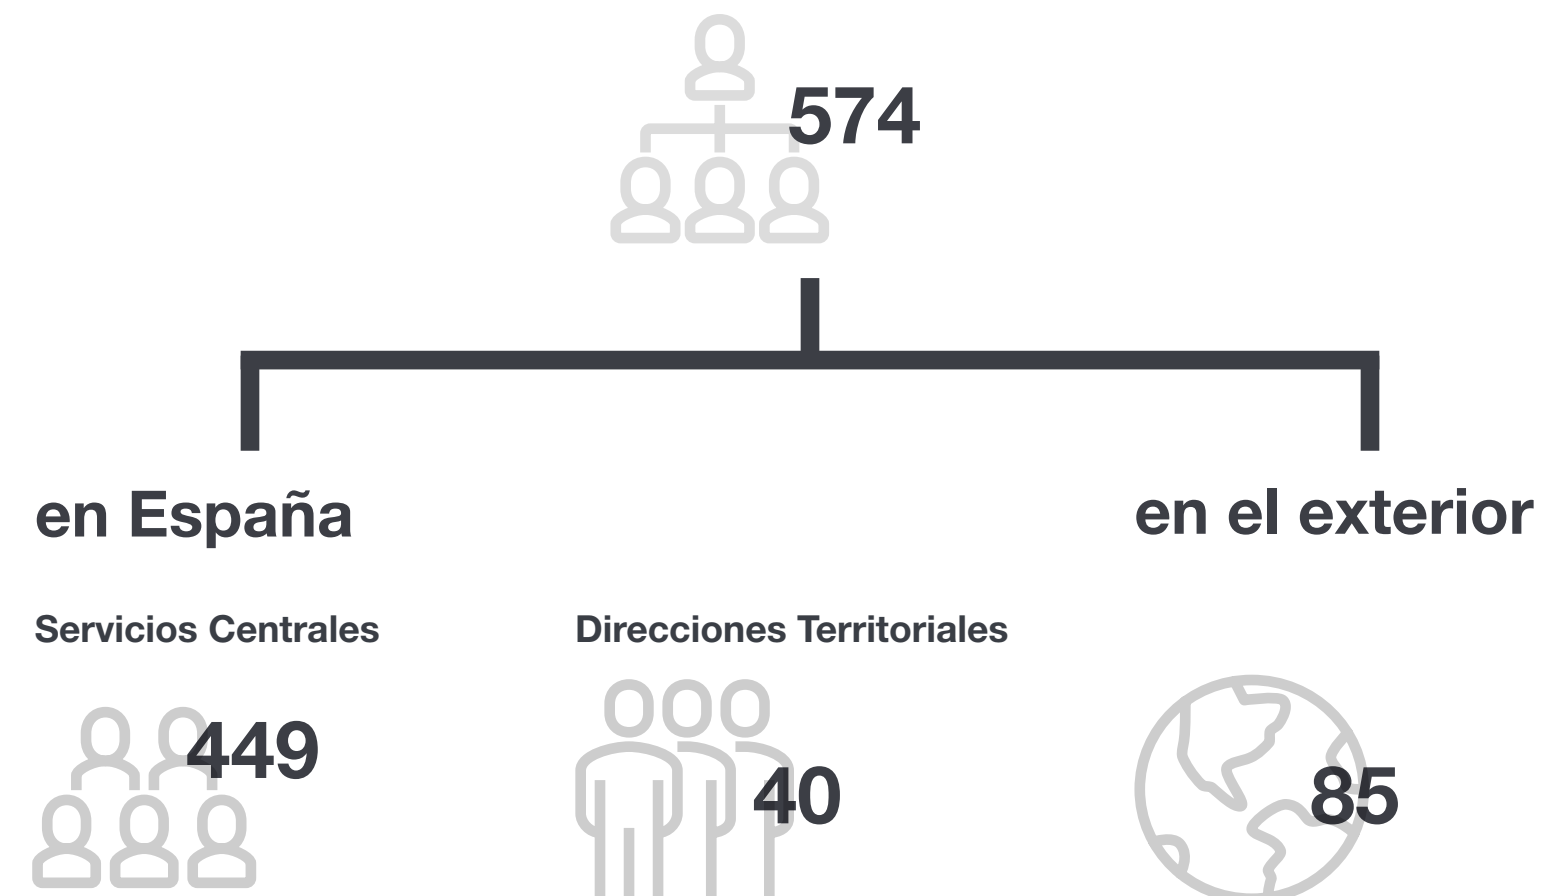 574
en España
en el exterior
Servicios Centrales
Direcciones Territoriales
449
40
85